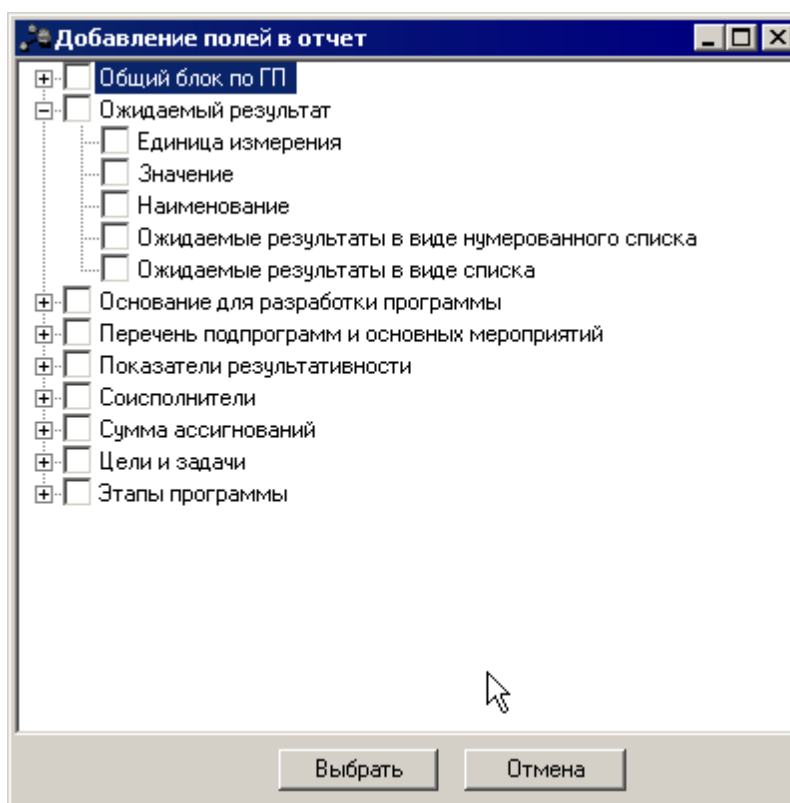 Добавление полей в отчет
Общий блок по ГП
Ожидаемый результат
Единица измерения
Значение
Наименование
Ожидаемые результаты в виде нумерованного списка
Ожидаемые результаты в виде списка
Основание для разработки программы
Перечень подпрограмм и основных мероприятий
Показатели результативности
Соисполнители
Сумма ассигнований
Цели и задачи
Этапы программы
Выбрать Отмена